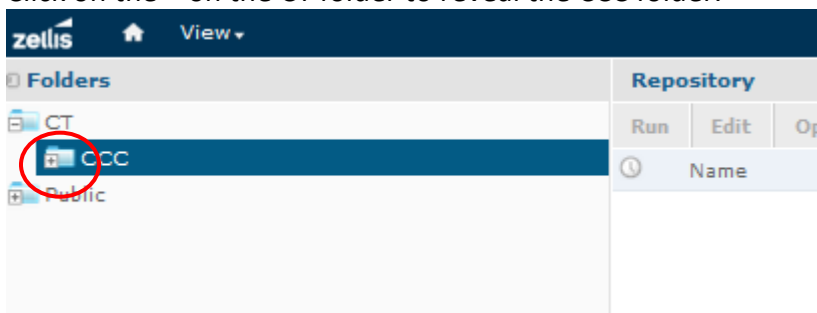 zellis View
Folders Repository
CT Run Edit
CCC
Name
Public